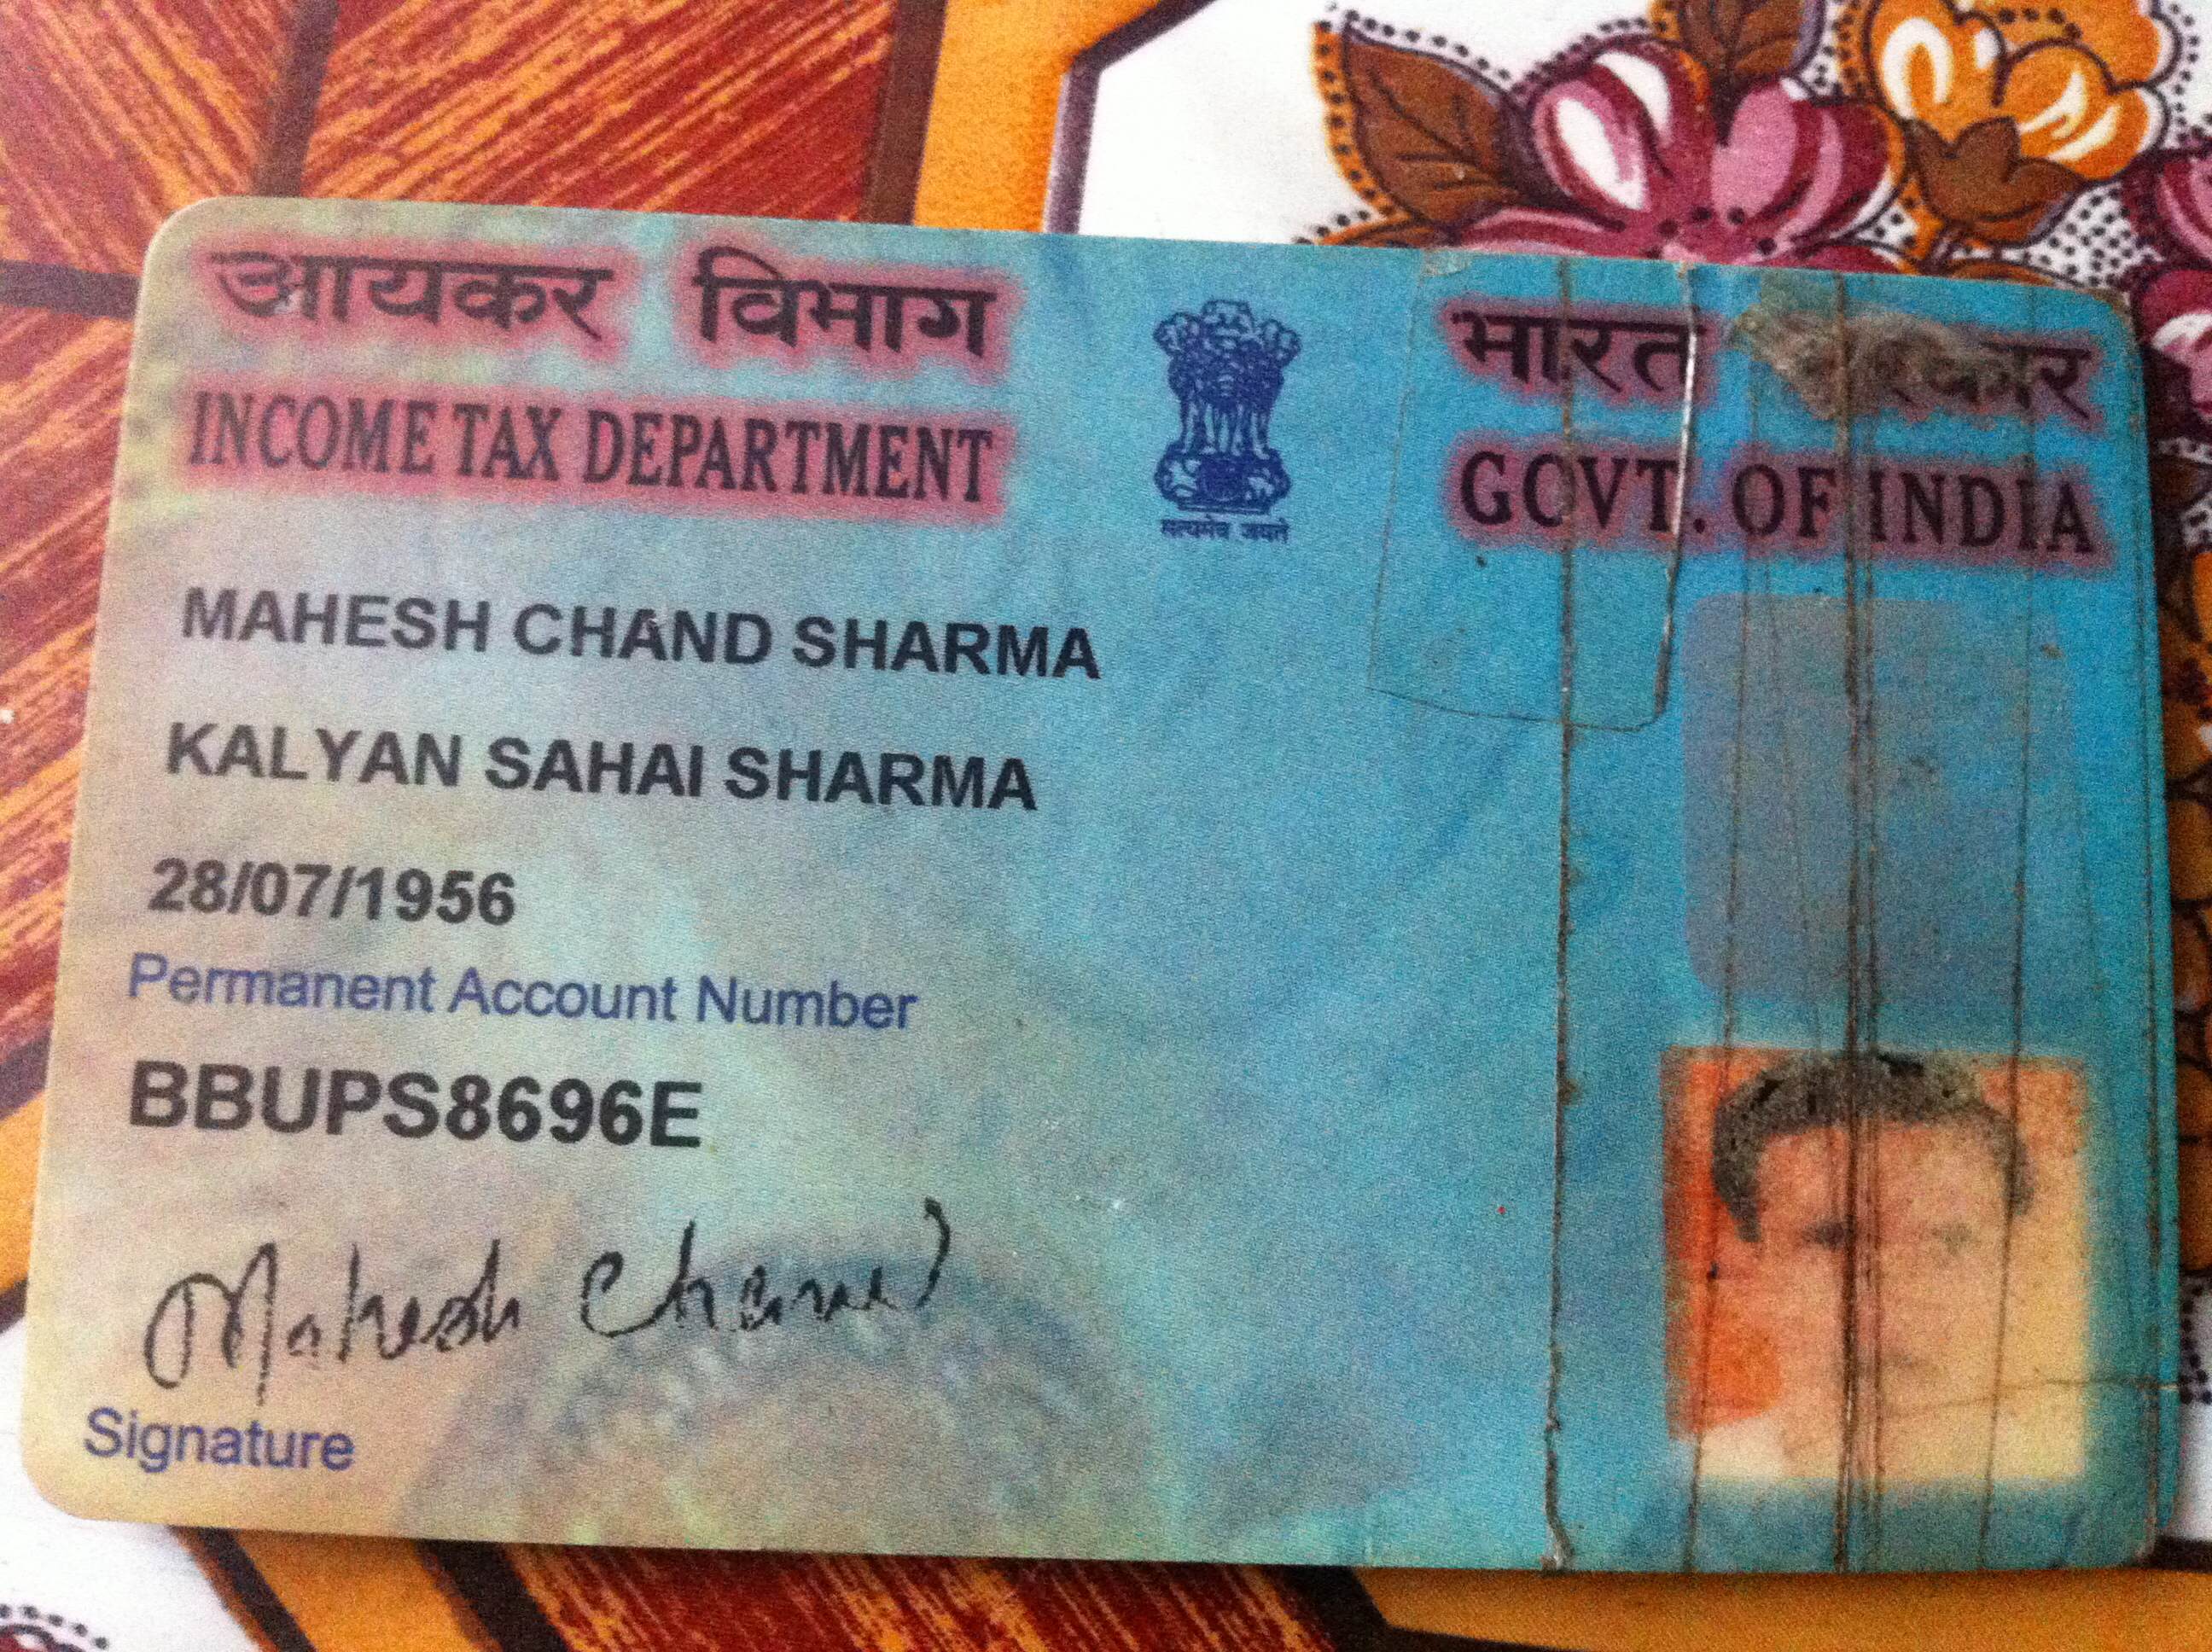 आयकर विभाग
INCOME TAX DEPARTMENT
सत्यमेव जयते
भारत
GOVT. OF INDIA
MAHESH CHAND SHARMA
KALYAN SAHAI SHARMA
28/07/1956
Permanent Account Number
BBUPS8696E
Mahesh Chand
Signature